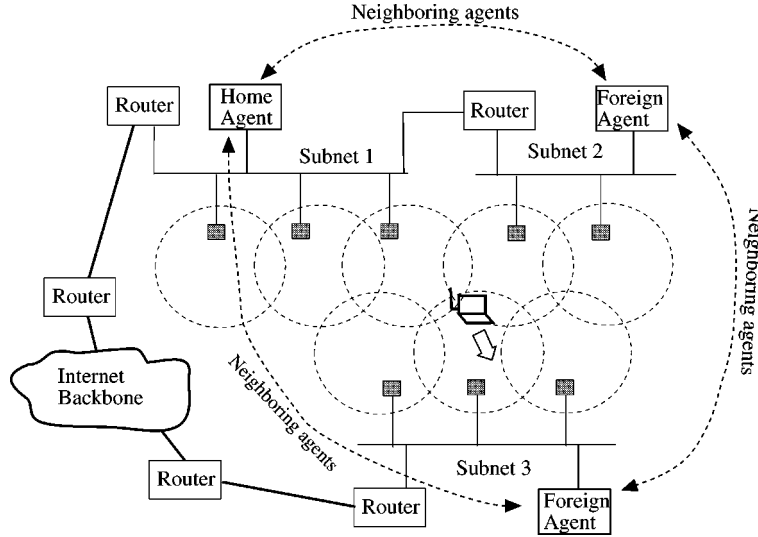 Neighboring agents
Router
Home
Agent
Router
Foreign
Agent
Subnet 1
Subnet 2
Neighboring agents
Router
Internet
Backbone
Neighboring agents
Router
Subnet 3
Router
Foreign
Agent